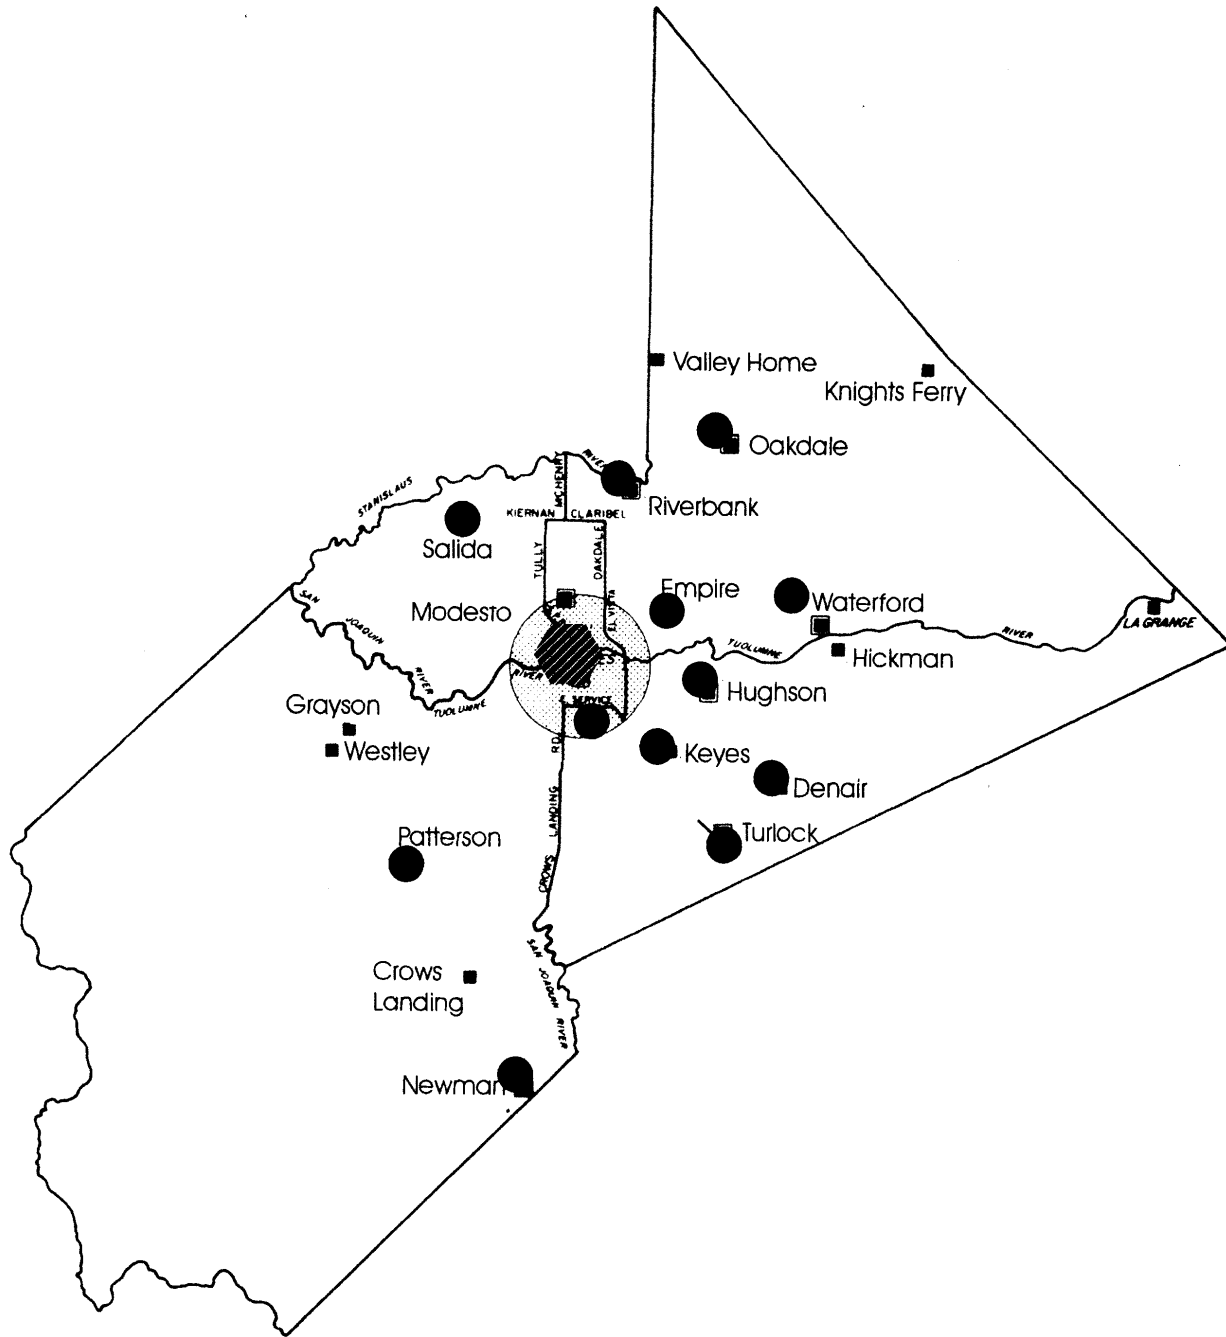 Valley Home
Knights Ferry
Oakdale
RIVER
MCHENRY
STANISLAUS
Riverbank
KIERNAN
CLARIBEL
Salida
TULLY
OAKDALE
Empire
EL VISTA
Modesto
Waterford
LA GRANGE
SAN
JOAQUIN
RIVER
TUOLUMNE
RIVER
Hickman
RIVER
TUOLUMNE
Hughson
SERVICE
Grayson
Westley
RD.
Keyes
LANDING
Denair
Turlock
Patterson
CROWS
SAN JOAQUIN RIVER
Crows
Landing
Newman